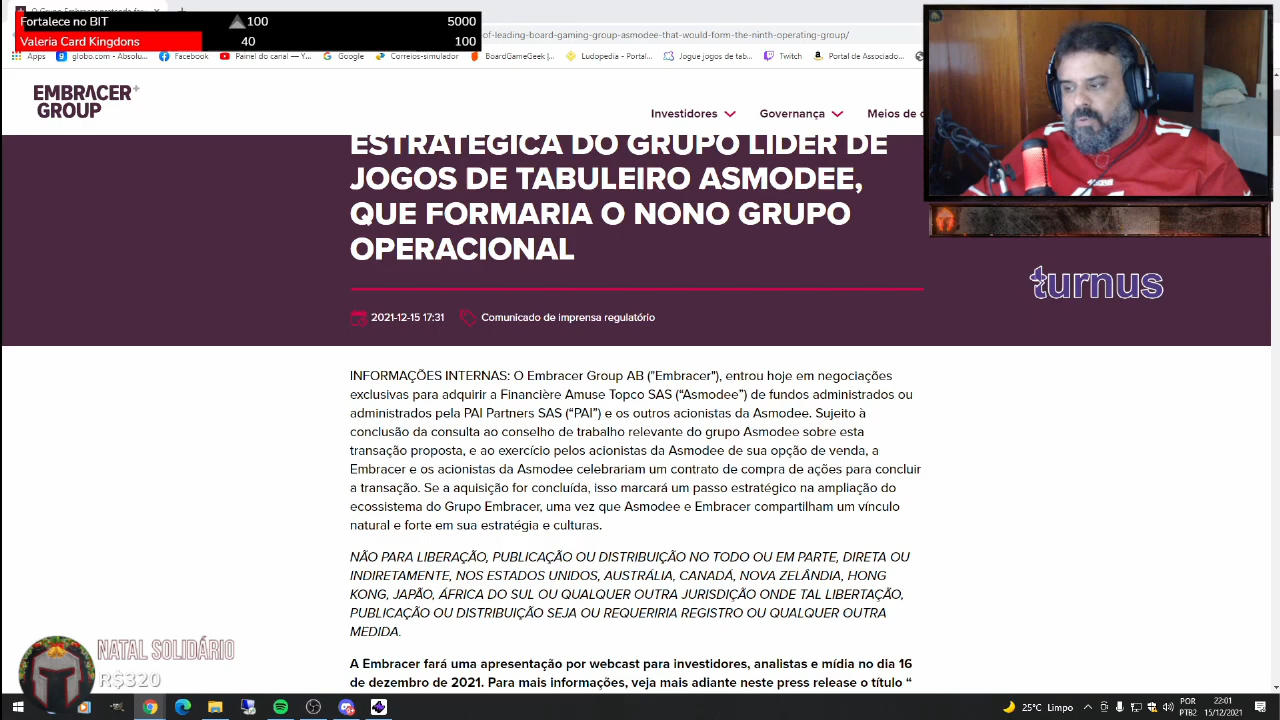 Fortalece no BIT 100 5000
Valeria Card Kingdons 40 100
of-leading-board-gaming-group-asmodee-that-would-form-the-ninth-operating-group/
Apps globo.com - Absolu... Facebook Painel do canal — Y... Google Correios-simulador BoardGameGeek |... Ludopedia - Portal... Jogue jogos de tab... Twitch Portal de Associado...
EMBRACER+
GROUP
Investidores Governança Meios de
ESTRATÉGICA DO GRUPO LÍDER DE
JOGOS DE TABULEIRO ASMODEE,
QUE FORMARIA O NONO GRUPO
OPERACIONAL
turnus
2021-12-15 17:31 Comunicado de imprensa regulatório
INFORMAÇÕES INTERNAS: O Embracer Group AB ("Embracer"), entrou hoje em negociações
exclusivas para adquirir a Financière Amuse Topco SAS (“Asmodee”) de fundos administrados ou
administrados pela PAI Partners SAS (“PAI”) e os outros acionistas da Asmodee. Sujeito à
conclusão da consulta ao conselho de trabalho relevante do grupo Asmodee sobre esta
transação proposta, e ao exercício pelos acionistas da Asmodee de sua opção de venda, a
Embracer e os acionistas da Asmodee celebrariam um contrato de compra de ações para concluir
a transação. Se a aquisição for concluída, isso marcará um passo estratégico na ampliação do
ecossistema do Grupo Embracer, uma vez que Asmodee e Embracer compartilham um vínculo
natural e forte em sua estratégia e culturas.
NÃO PARA LIBERAÇÃO, PUBLICAÇÃO OU DISTRIBUIÇÃO NO TODO OU EM PARTE, DIRETA OU
INDIRETAMENTE, NOS ESTADOS UNIDOS, AUSTRÁLIA, CANADÁ, NOVA ZELÂNDIA, HONG
KONG, JAPÃO, ÁFRICA DO SUL OU QUALQUER OUTRA JURISDIÇÃO ONDE TAL LIBERTAÇÃO,
PUBLICAÇÃO OU DISTRIBUIÇÃO SEJA OU REQUERIRIA REGISTRO OU QUALQUER OUTRA
MEDIDA.
A Embracer fará uma apresentação por webcast para investidores, analistas e mídia no dia 16
de dezembro de 2021. Para mais informações, veja mais adiante neste press release o título “
NATAL SOLIDÁRIO
R$320
25°C Limpo POR 22:01
PTB2 15/12/2021